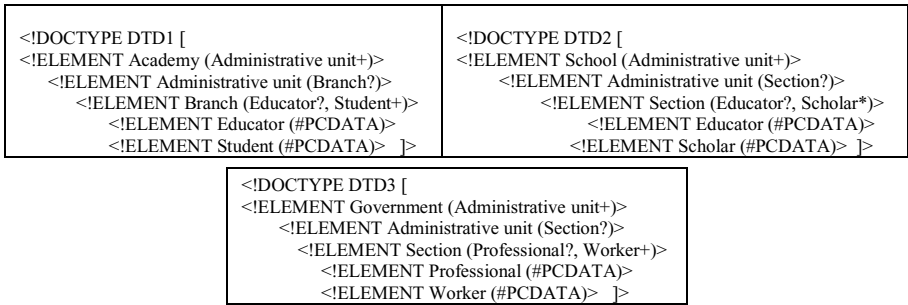 <!DOCTYPE DTD1 [
<!ELEMENT Academy (Administrative unit+)>
<!ELEMENT Administrative unit (Branch?)>
<!ELEMENT Branch (Educator?, Student+)>
<!ELEMENT Educator (#PCDATA)>
<!ELEMENT Student (#PCDATA)> ]>
<!DOCTYPE DTD2 [
<!ELEMENT School (Administrative unit+)>
<!ELEMENT Administrative unit (Section?)>
<!ELEMENT Section (Educator?, Scholar*)>
<!ELEMENT Educator (#PCDATA)>
<!ELEMENT Scholar (#PCDATA)> ]>
<!DOCTYPE DTD3 [
<!ELEMENT Government (Administrative unit+)>
<!ELEMENT Administrative unit (Section?)>
<!ELEMENT Section (Professional?, Worker+)>
<!ELEMENT Professional (#PCDATA)>
<!ELEMENT Worker (#PCDATA)> ]>